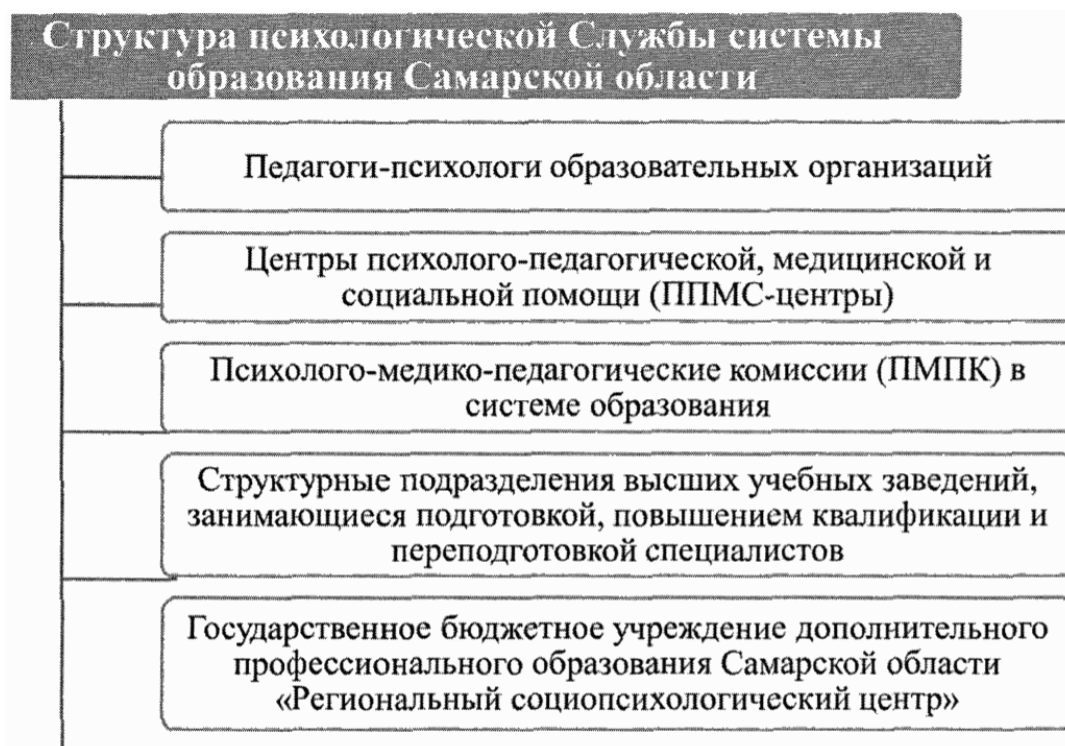 Структура психологической Службы системы
образования Самарской области
Педагоги-психологи образовательных организаций
Центры психолого-педагогической, медицинской и
социальной помощи (ППМС-центры)
Психолого-медико-педагогические комиссии (ПМПК) в
системе образования
Структурные подразделения высших учебных заведений,
занимающиеся подготовкой, повышением квалификации и
переподготовкой специалистов
Государственное бюджетное учреждение дополнительного
профессионального образования Самарской области
«Региональный социопсихологический центр»